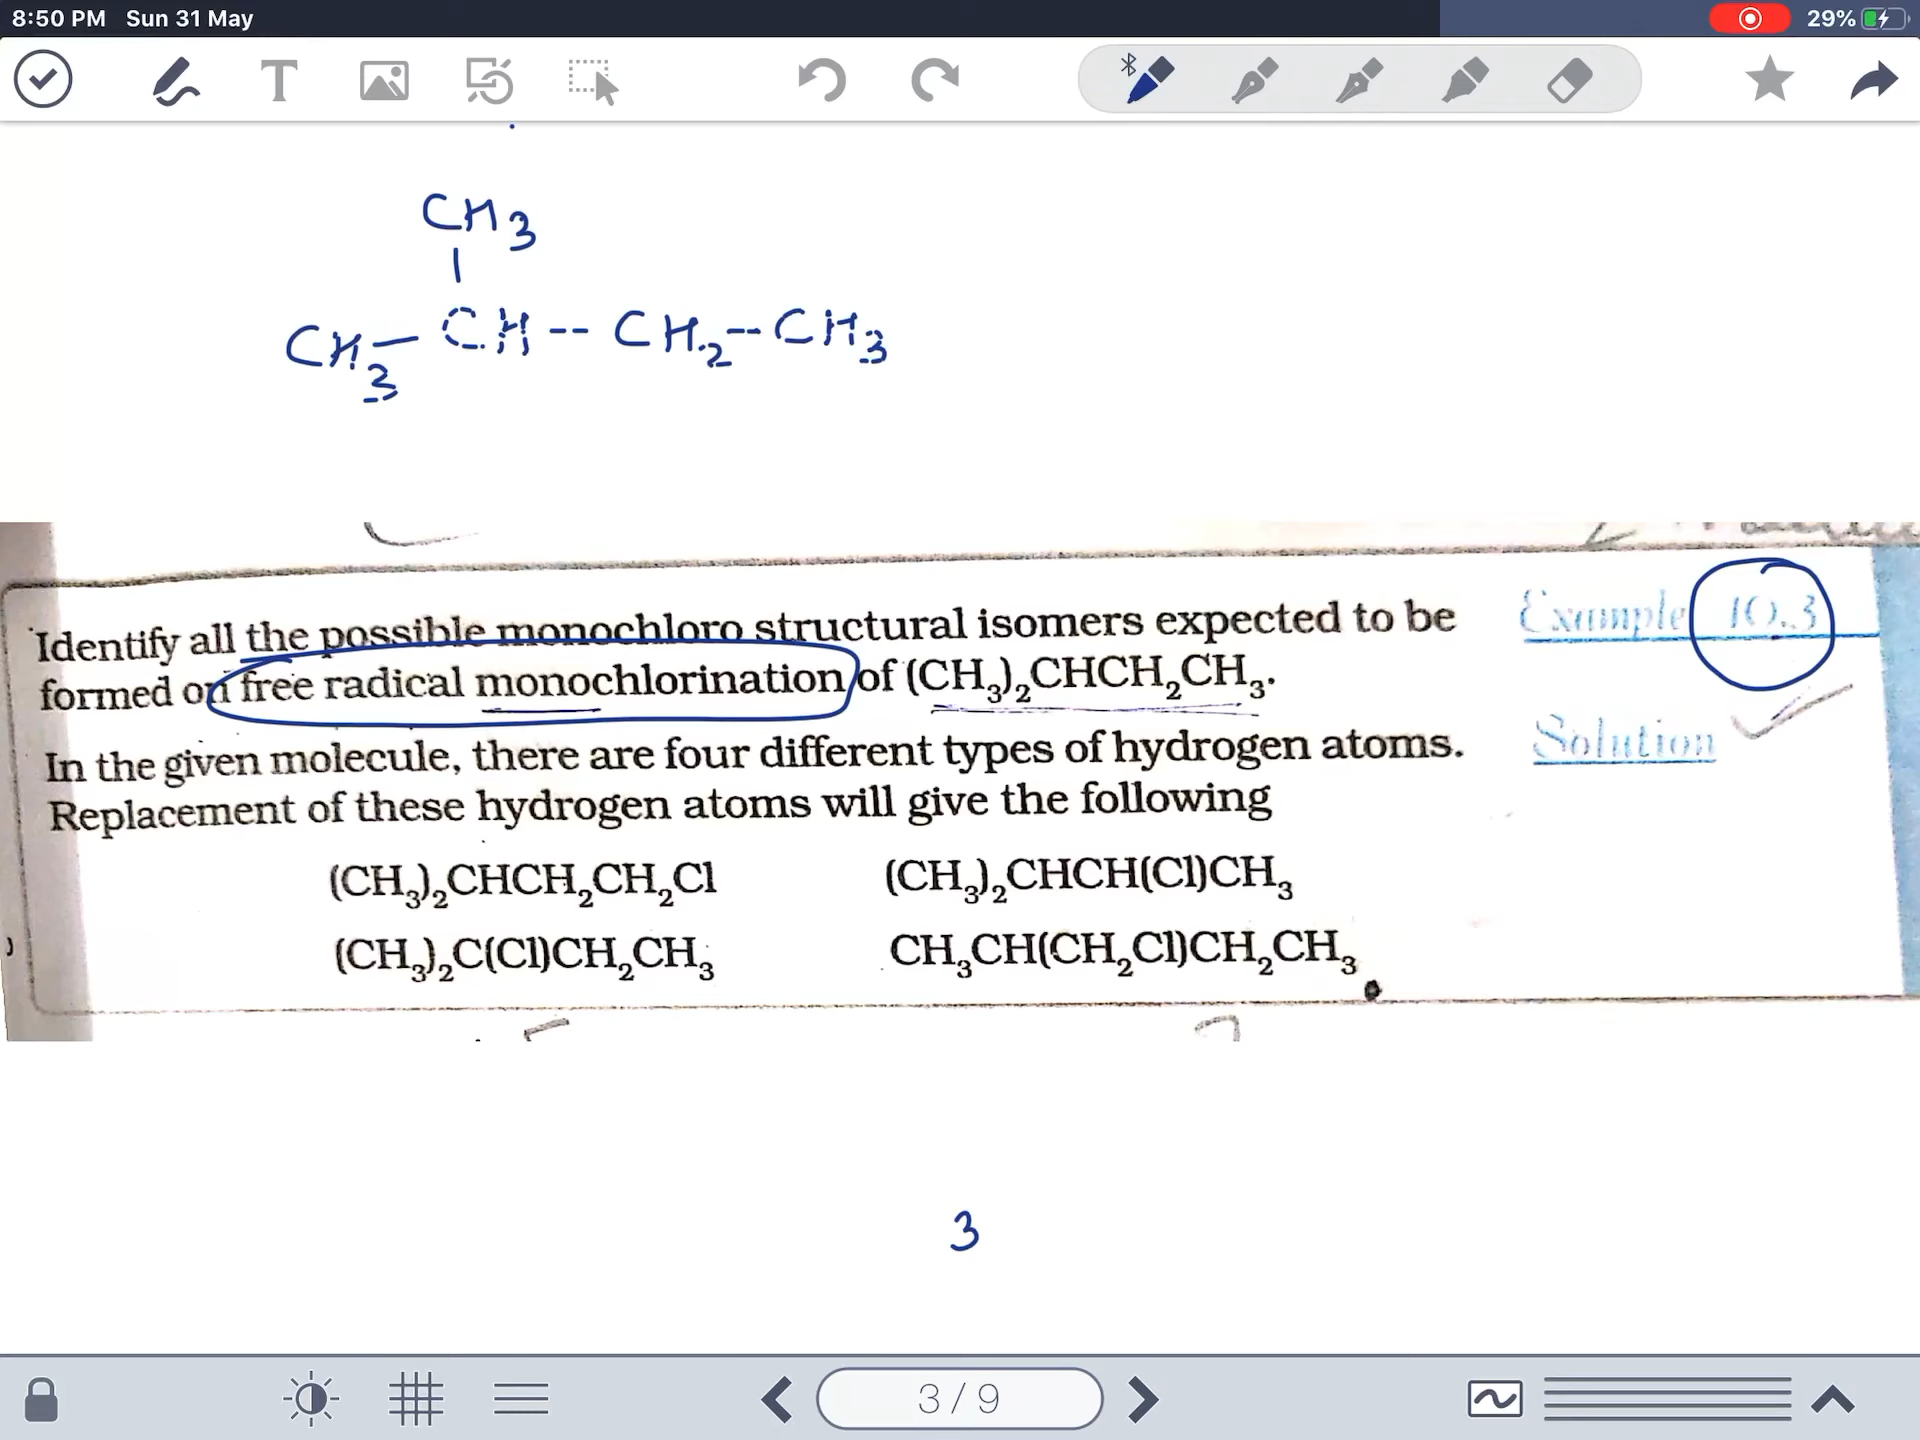 8:50 PM Sun 31 May 29%
T
CH3
CH3-CH--CH2--CH3
Identify all the possible monochloro structural isomers expected to be
formed on free radical monochlorination of (CH₃)₂CHCH₂CH₃.
Example 10.3
In the given molecule, there are four different types of hydrogen atoms.
Solution
Replacement of these hydrogen atoms will give the following
(CH₃)₂CHCH₂CH₂Cl (CH₃)₂CHCH(Cl)CH₃
(CH₃)₂C(Cl)CH₂CH₃ CH₃CH(CH₂Cl)CH₂CH₃
3
3 / 9